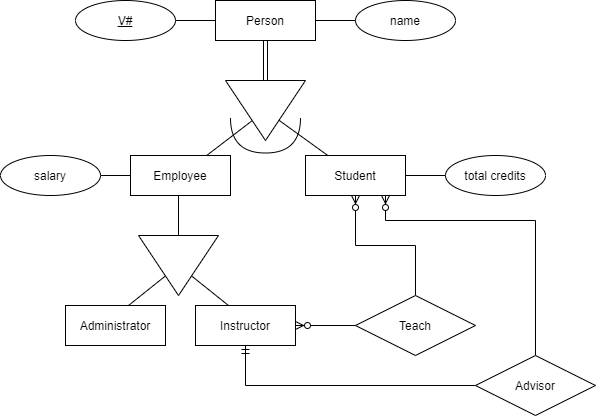 V#
Person
name
salary
Employee
Student
total credits
Administrator
Instructor
Teach
Advisor